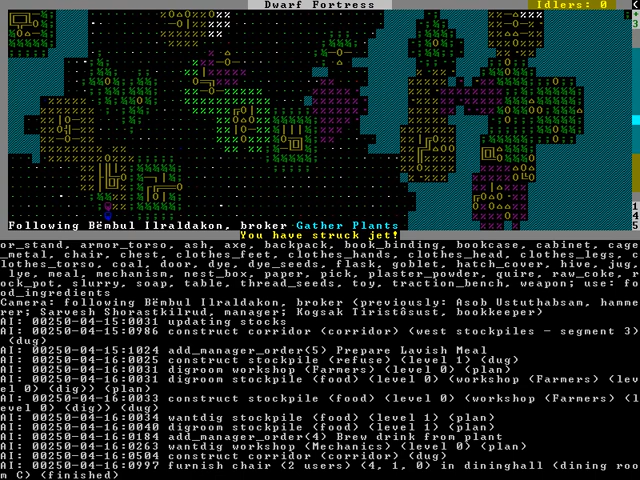 Dwarf Fortress
Idlers: 0
3
1
4
5
Following Bëmbul Ilraldakon, broker Gather Plants
You have struck jet!
or_stand, armor_torso, ash, axe, backpack, book_binding, bookcase, cabinet, cage
_metal, chair, chest, clothes_feet, clothes_hands, clothes_head, clothes_legs, c
lothes_torso, coal, door, dye, dye_seeds, flask, goblet, hatch_cover, hive, jug,
lye, meal, mechanism, nest_box, paper, pick, plaster_powder, quire, raw_coke, r
ock_pot, slurry, soap, table, thread_seeds, toy, traction_bench, weapon; use: fo
od_ingredients
Camera: following Bëmbul Ilraldakon, broker (previously: Asob Ustuthabsam, hamme
rer; Sarvesh Shorastkilrud, manager; Kogsak Tiristôsust, bookkeeper)
AI: 00250-04-15:0031 updating stocks
AI: 00250-04-15:0986 construct corridor (corridor) (west stockpiles - segment 3)
(dug)
AI: 00250-04-15:1024 add_manager_order(5) Prepare Lavish Meal
AI: 00250-04-16:0025 construct stockpile (refuse) (level 1) (dug)
AI: 00250-04-16:0031 digroom workshop (Farmers) (level 0) (plan)
AI: 00250-04-16:0031 digroom stockpile (food) (level 0) (workshop (Farmers) (lev
el 0) (dig)) (plan)
AI: 00250-04-16:0033 construct stockpile (food) (level 0) (workshop (Farmers) (l
evel 0) (dig)) (dug)
AI: 00250-04-16:0034 wantdig stockpile (food) (level 1) (plan)
AI: 00250-04-16:0040 digroom stockpile (food) (level 1) (plan)
AI: 00250-04-16:0184 add_manager_order(4) Brew drink from plant
AI: 00250-04-16:0263 wantdig workshop (Mechanics) (level 0) (plan)
AI: 00250-04-16:0504 construct corridor (corridor) (dug)
AI: 00250-04-16:0997 furnish chair (2 users) (4, 1, 0) in dininghall (dining roo
m C) (finished)